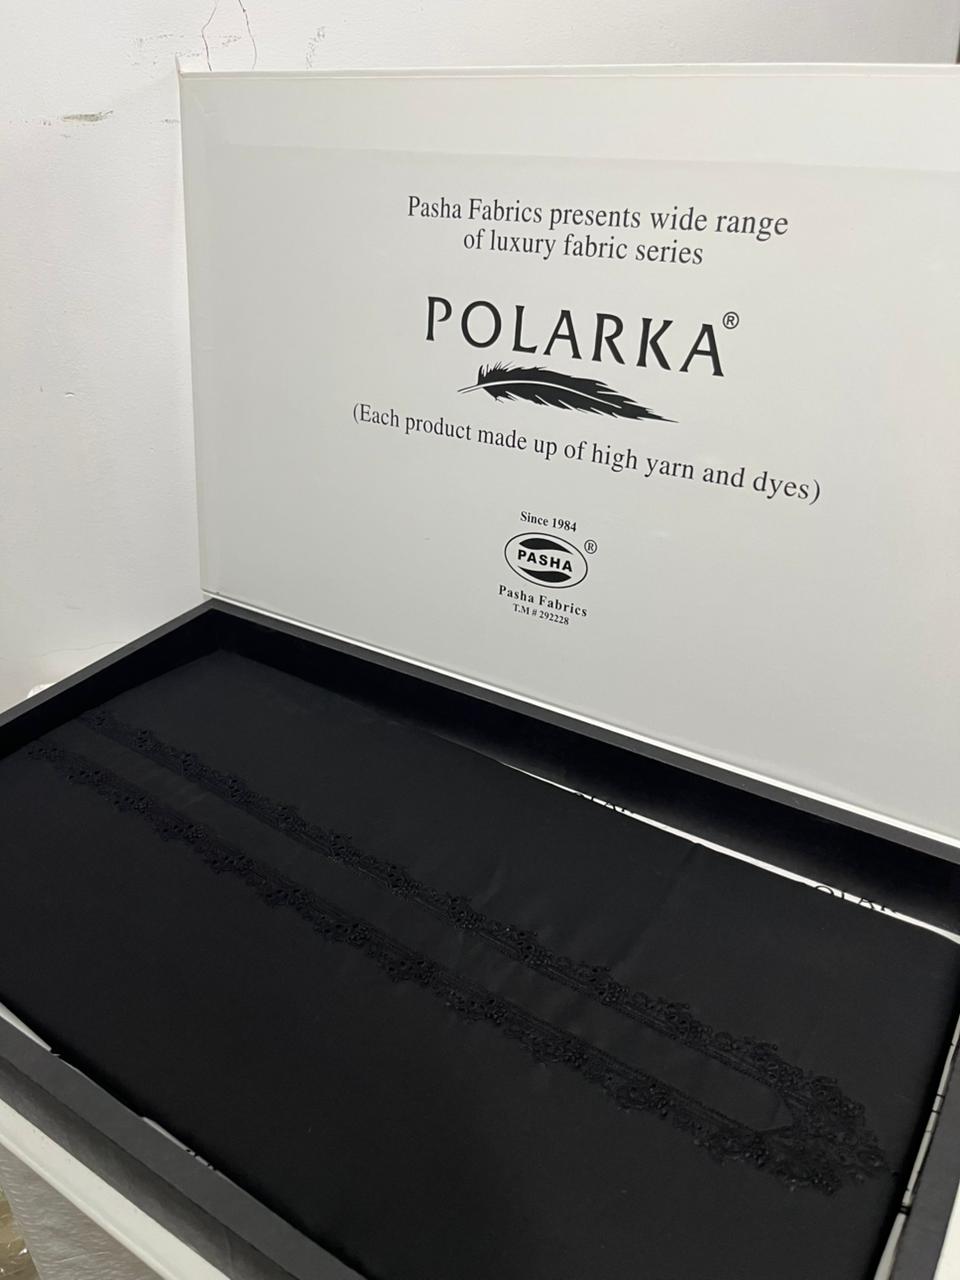 Pasha Fabrics presents wide range
of luxury fabric series
POLARKA®
(Each product made up of high yarn and dyes)
Since 1984
PASHA ®
Pasha Fabrics
T.M # 292228